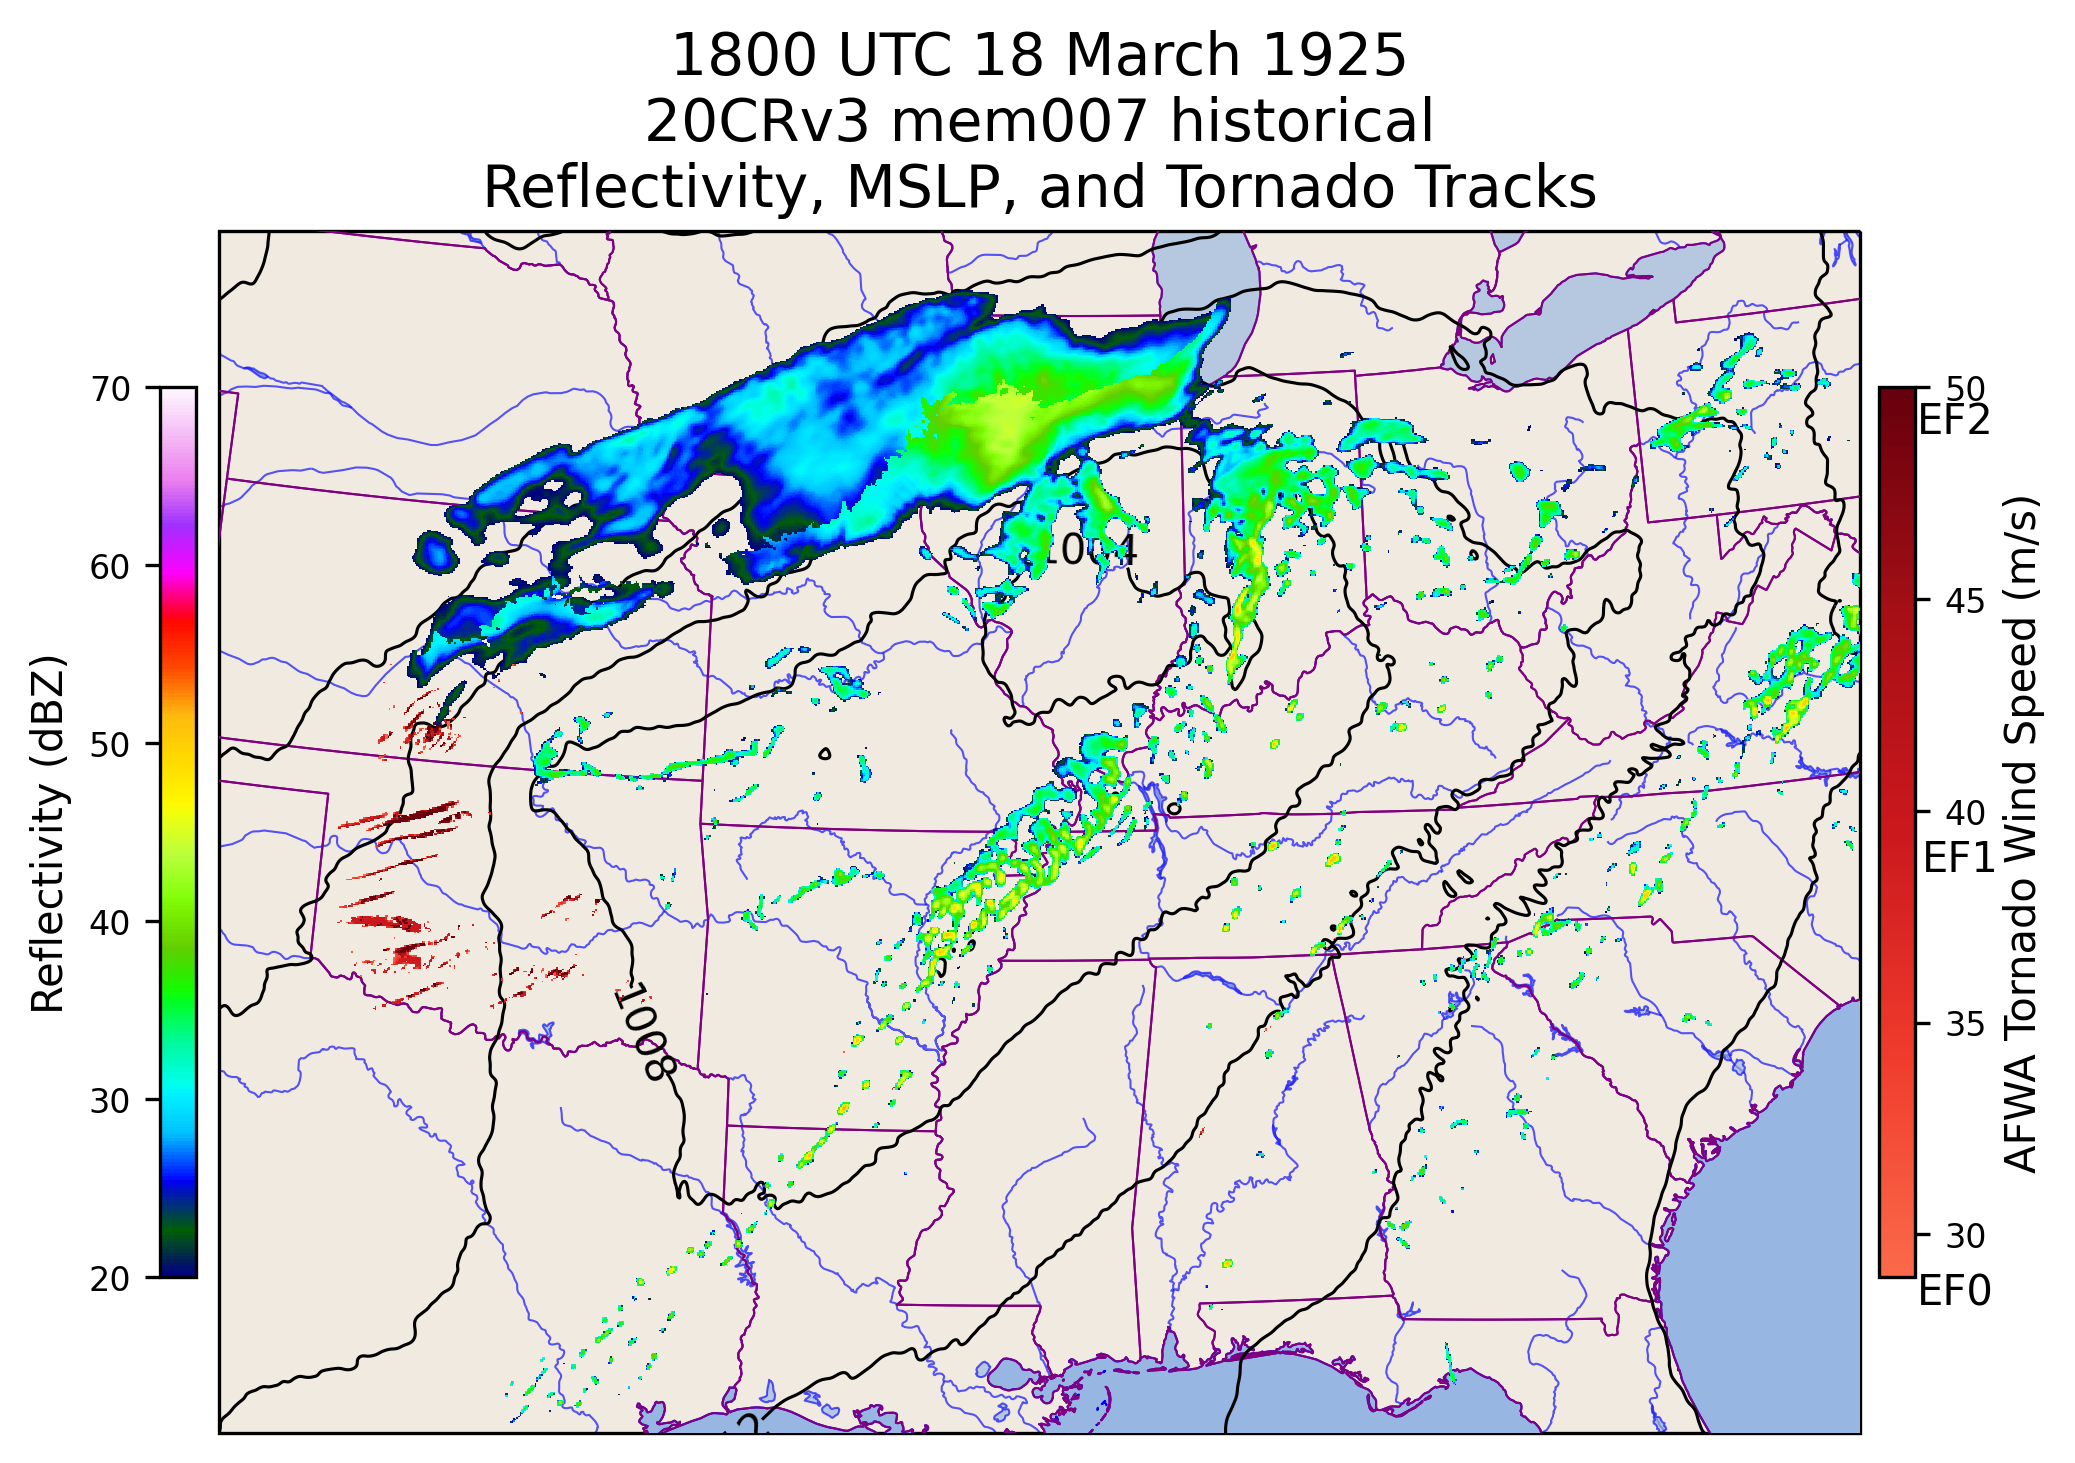 1800 UTC 18 March 1925
20CRv3 mem007 historical
Reflectivity, MSLP, and Tornado Tracks
70
60
50
40
30
20
Reflectivity (dBZ)
1004
1008
50
EF2
45
40
EF1
35
30
EF0
AFWA Tornado Wind Speed (m/s)